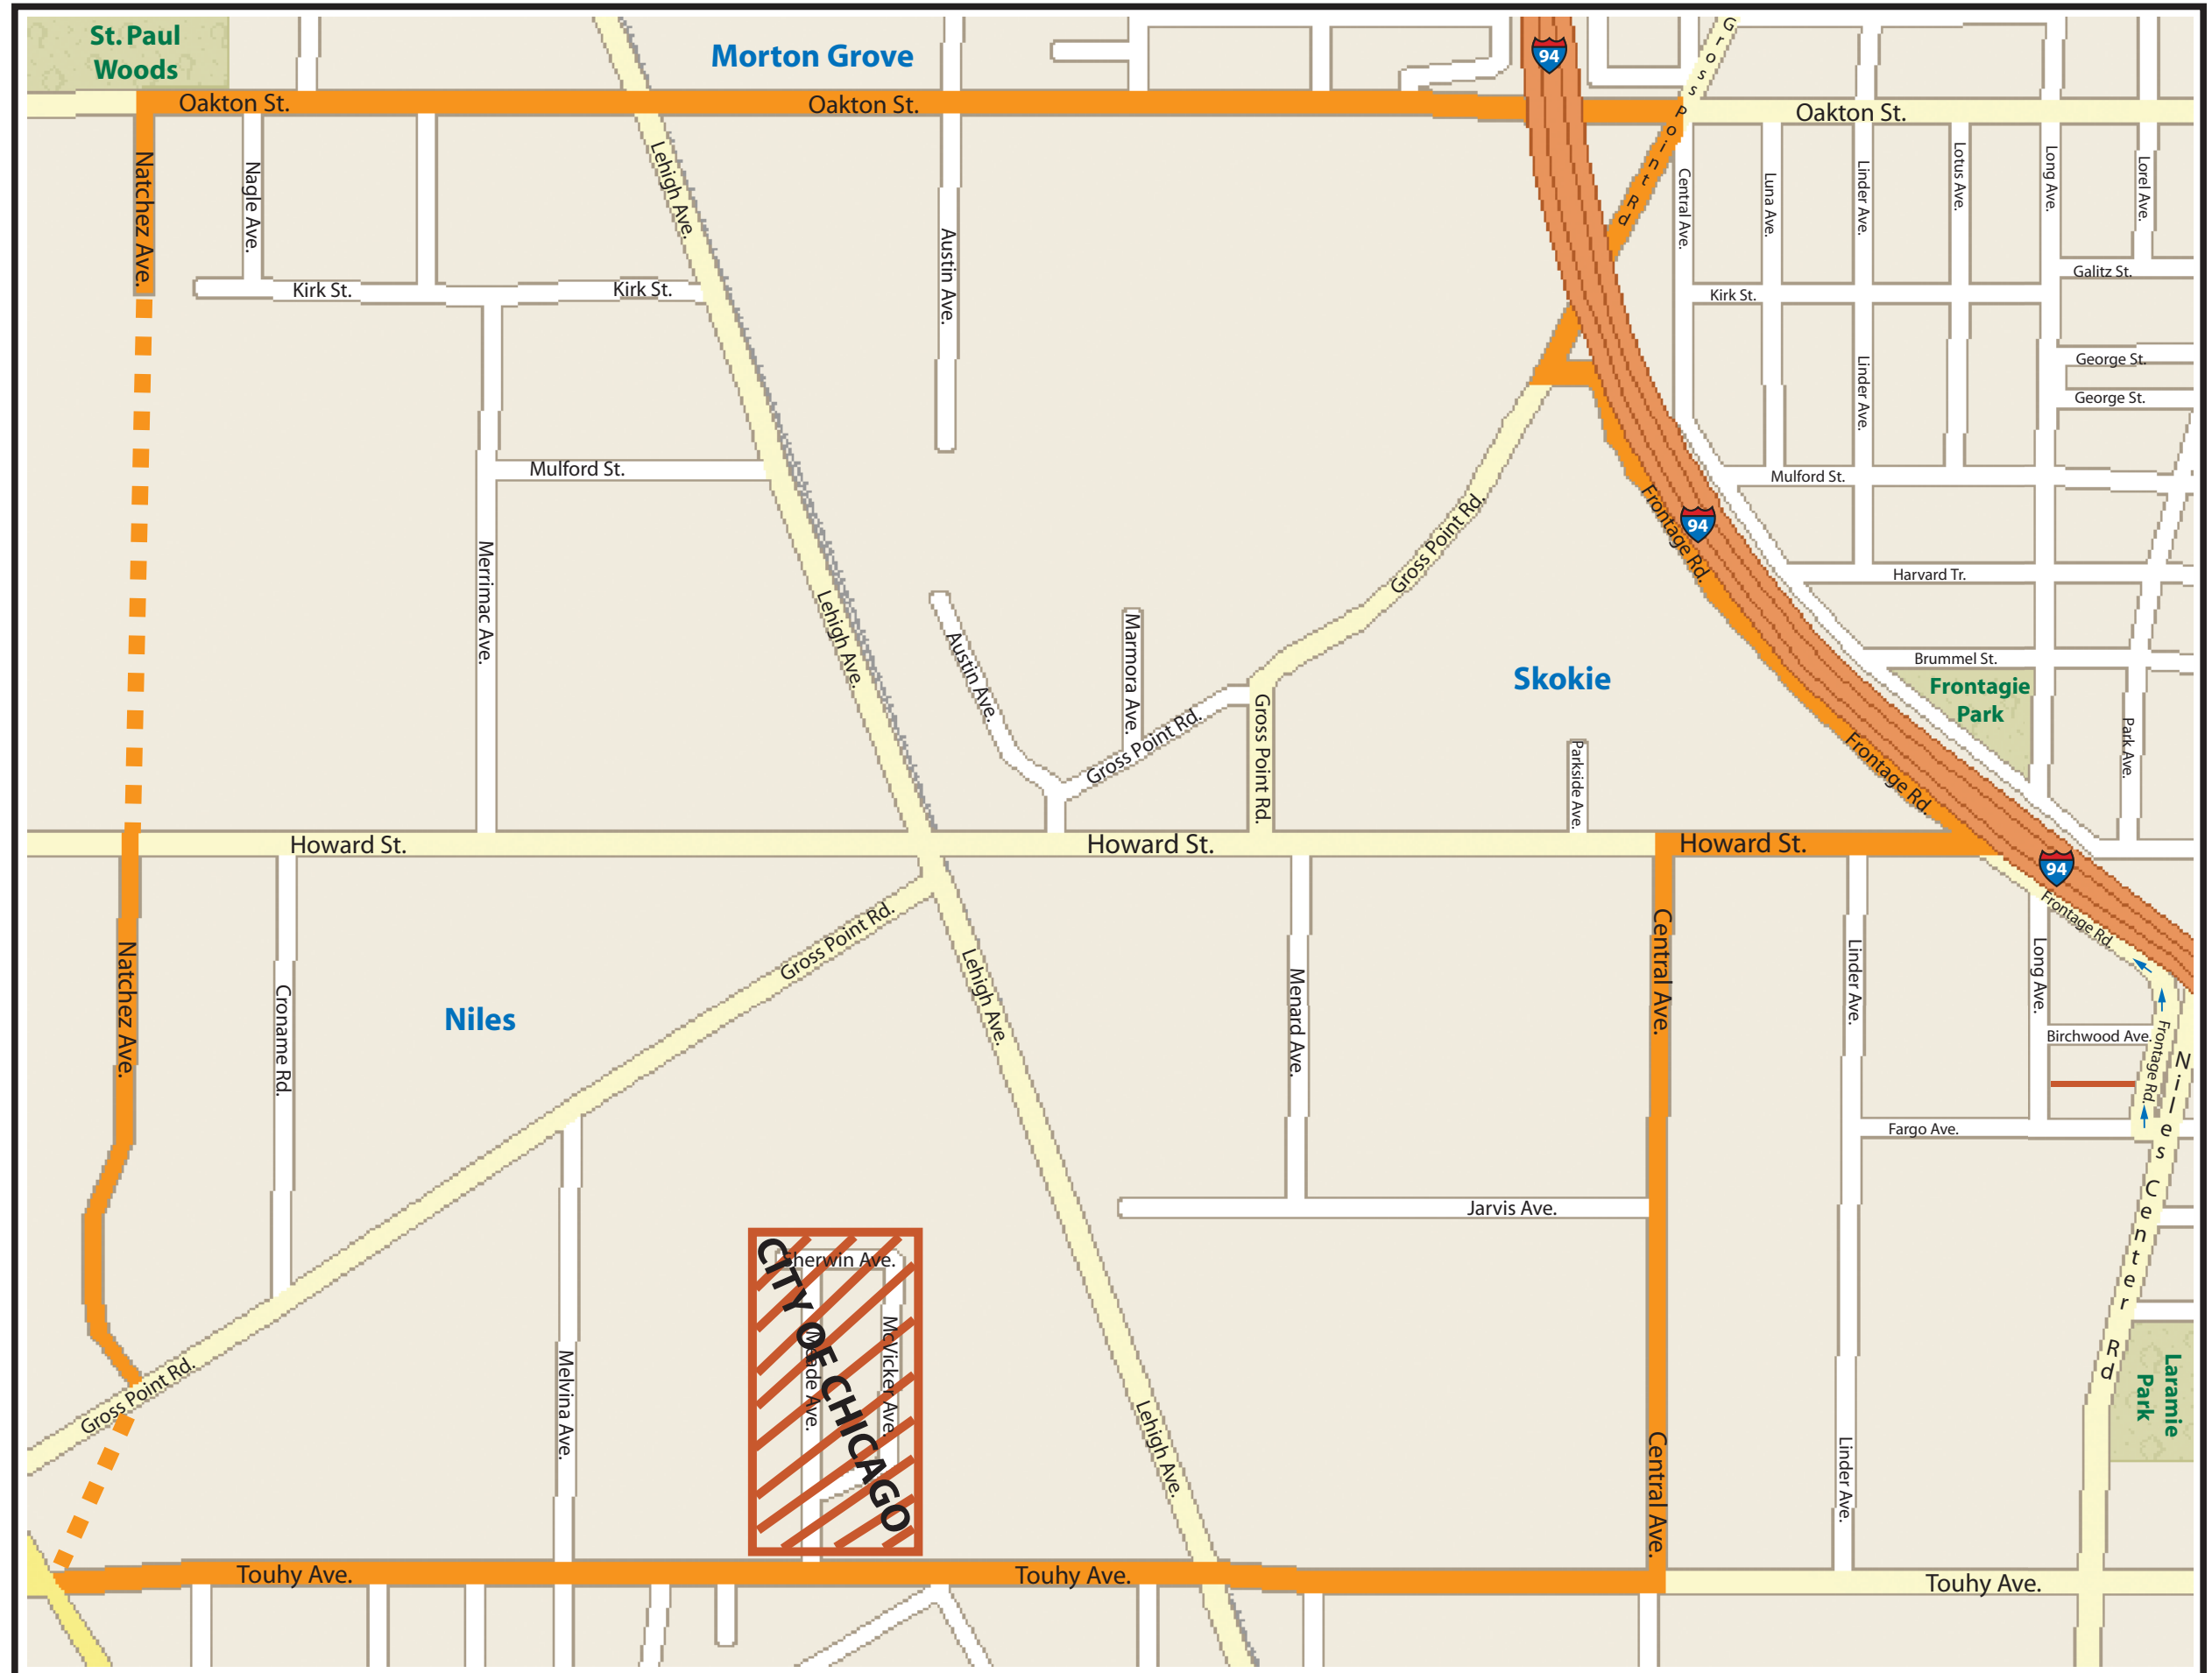 St. Paul
Woods
Morton Grove
94
Gross Point Rd
Oakton St.
Oakton St.
Oakton St.
Natchez Ave.
Nagle Ave.
Lehigh Ave.
Austin Ave.
Central Ave.
Luna Ave.
Linder Ave.
Lotus Ave.
Long Ave.
Lorel Ave.
Galitz St.
Kirk St.
Kirk St.
Kirk St.
George St.
Linder Ave.
George St.
Mulford St.
Mulford St.
Gross Point Rd.
Frontage Rd.
94
Merrimac Ave.
Harvard Tr.
Lehigh Ave.
Austin Ave.
Marmora Ave.
Brummel St.
Skokie
Frontagie
Park
Gross Point Rd.
Gross Point Rd.
Parkside Ave.
Frontage Rd.
Park Ave.
Howard St.
Howard St.
Howard St.
94
Frontage Rd.
Natchez Ave.
Croname Rd.
Niles
Gross Point Rd.
Lehigh Ave.
Menard Ave.
Central Ave.
Linder Ave.
Long Ave.
Birchwood Ave.
Frontage Rd.
Niles Center Rd
Fargo Ave.
Jarvis Ave.
Sherwin Ave.
CITY OF CHICAGO
Meade Ave.
McVicker Ave.
Gross Point Rd.
Melvina Ave.
Lehigh Ave.
Central Ave.
Linder Ave.
Laramie
Park
Touhy Ave.
Touhy Ave.
Touhy Ave.